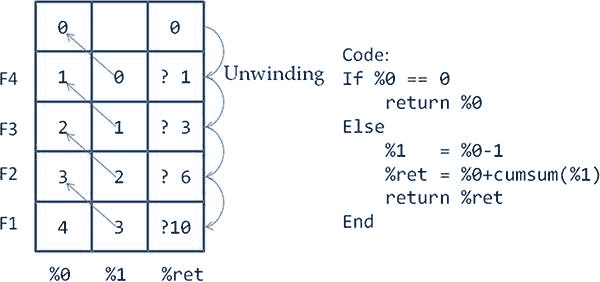 0 0
F4 1 0 ? 1
F3 2 1 ? 3
F2 3 2 ? 6
F1 4 3 ?10
%0 %1 %ret
Unwinding
Code:
If %0 == 0
return %0
Else
%1 = %0-1
%ret = %0+cumsum(%1)
return %ret
End